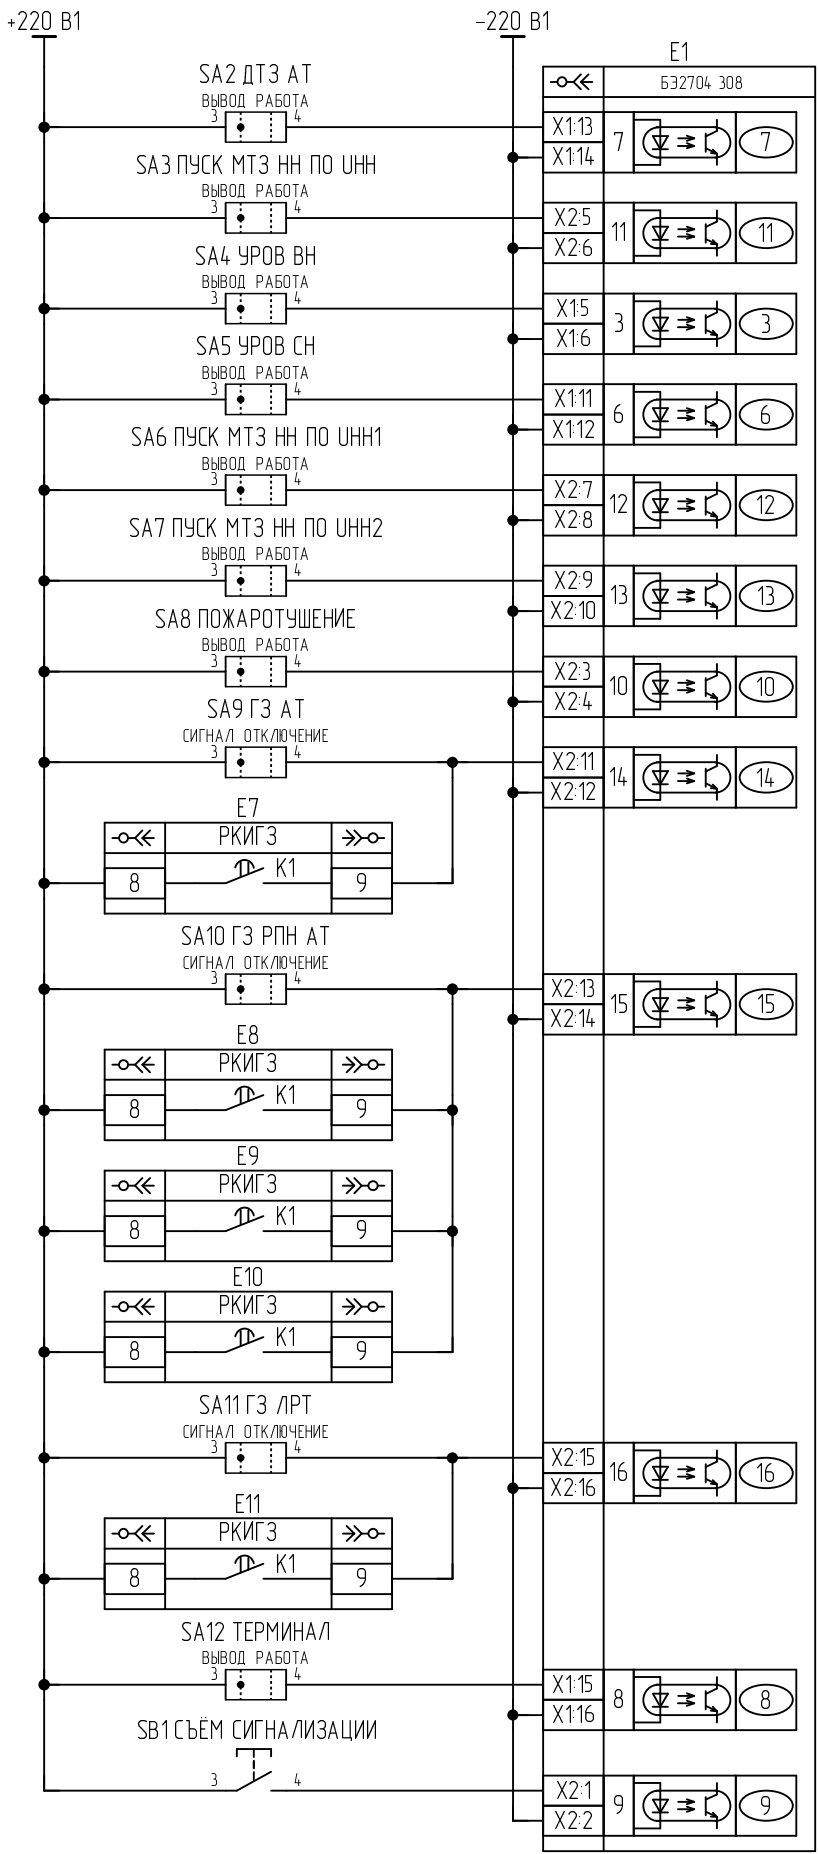 +220 В1
-220 В1
E1
БЭ2704 308
SA2 ДТЗ АТ
ВЫВОД РАБОТА
3 4
X1:13
X1:14
7
7
SA3 ПУСК МТЗ НН ПО UНН
ВЫВОД РАБОТА
3 4
X2:5
X2:6
11
11
SA4 УРОВ ВН
ВЫВОД РАБОТА
3 4
X1:5
X1:6
3
3
SA5 УРОВ СН
ВЫВОД РАБОТА
3 4
X1:11
X1:12
6
6
SA6 ПУСК МТЗ НН ПО UНН1
ВЫВОД РАБОТА
3 4
X2:7
X2:8
12
12
SA7 ПУСК МТЗ НН ПО UНН2
ВЫВОД РАБОТА
3 4
X2:9
X2:10
13
13
SA8 ПОЖАРОТУШЕНИЕ
ВЫВОД РАБОТА
3 4
X2:3
X2:4
10
10
SA9 ГЗ АТ
СИГНАЛ ОТКЛЮЧЕНИЕ
3 4
X2:11
X2:12
14
14
E7
РКИГЗ
8 K1 9
SA10 ГЗ РПН АТ
СИГНАЛ ОТКЛЮЧЕНИЕ
3 4
X2:13
X2:14
15
15
E8
РКИГЗ
8 K1 9
E9
РКИГЗ
8 K1 9
E10
РКИГЗ
8 K1 9
SA11 ГЗ ЛРТ
СИГНАЛ ОТКЛЮЧЕНИЕ
3 4
X2:15
X2:16
16
16
E11
РКИГЗ
8 K1 9
SA12 ТЕРМИНАЛ
ВЫВОД РАБОТА
3 4
X1:15
X1:16
8
8
SB1 СЪЁМ СИГНАЛИЗАЦИИ
3 4
X2:1
X2:2
9
9